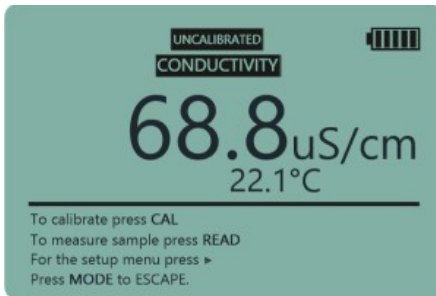 UNCALIBRATED
CONDUCTIVITY
68.8uS/cm
22.1°C
To calibrate press CAL
To measure sample press READ
For the setup menu press ►
Press MODE to ESCAPE.